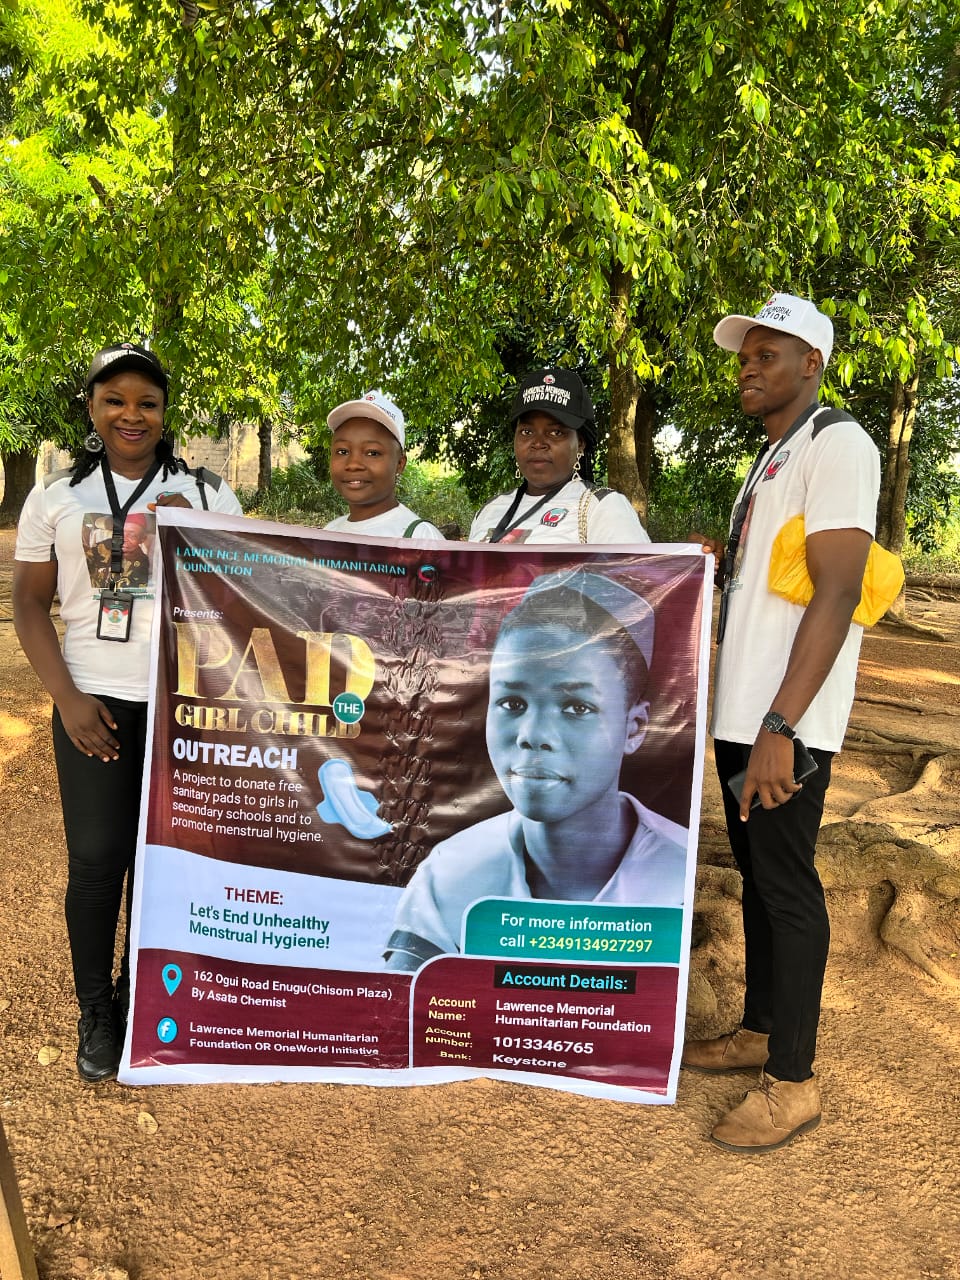 LAWRENCE MEMORIAL
FOUNDATION
MEMORIAL
LAWRENCE MEMORIAL HUMANITARIAN
FOUNDATION
Presents:
PAD
THE
GIRL CHILD
OUTREACH
A project to donate free
sanitary pads to girls in
secondary schools and to
promote menstrual hygiene.
THEME:
Let's End Unhealthy
Menstrual Hygiene!
For more information
call +2349134927297
162 Ogui Road Enugu(Chisom Plaza)
By Asata Chemist
Lawrence Memorial Humanitarian
Foundation OR OneWorld Initiative
Account Details:
Account
Name:
Lawrence Memorial
Humanitarian Foundation
Account
Number:
1013346765
Bank:
Keystone